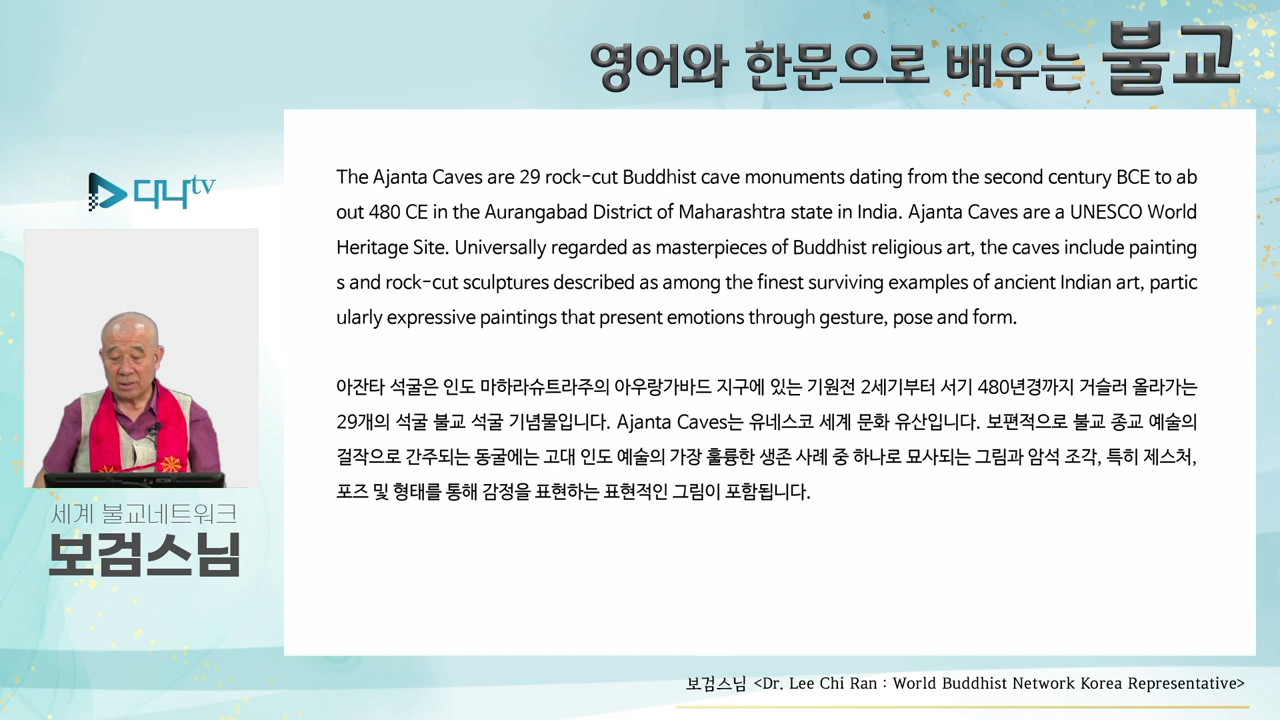 영어와 한문으로 배우는 불교
디나tv
The Ajanta Caves are 29 rock-cut Buddhist cave monuments dating from the second century BCE to ab
out 480 CE in the Aurangabad District of Maharashtra state in India. Ajanta Caves are a UNESCO World
Heritage Site. Universally regarded as masterpieces of Buddhist religious art, the caves include painting
s and rock-cut sculptures described as among the finest surviving examples of ancient Indian art, partic
ularly expressive paintings that present emotions through gesture, pose and form.
아잔타 석굴은 인도 마하라슈트라주의 아우랑가바드 지구에 있는 기원전 2세기부터 서기 480년경까지 거슬러 올라가는
29개의 석굴 불교 석굴 기념물입니다. Ajanta Caves는 유네스코 세계 문화 유산입니다. 보편적으로 불교 종교 예술의
걸작으로 간주되는 동굴에는 고대 인도 예술의 가장 훌륭한 생존 사례 중 하나로 묘사되는 그림과 암석 조각, 특히 제스처,
포즈 및 형태를 통해 감정을 표현하는 표현적인 그림이 포함됩니다.
세계 불교네트워크
보검스님
보검스님 <Dr. Lee Chi Ran : World Buddhist Network Korea Representative>